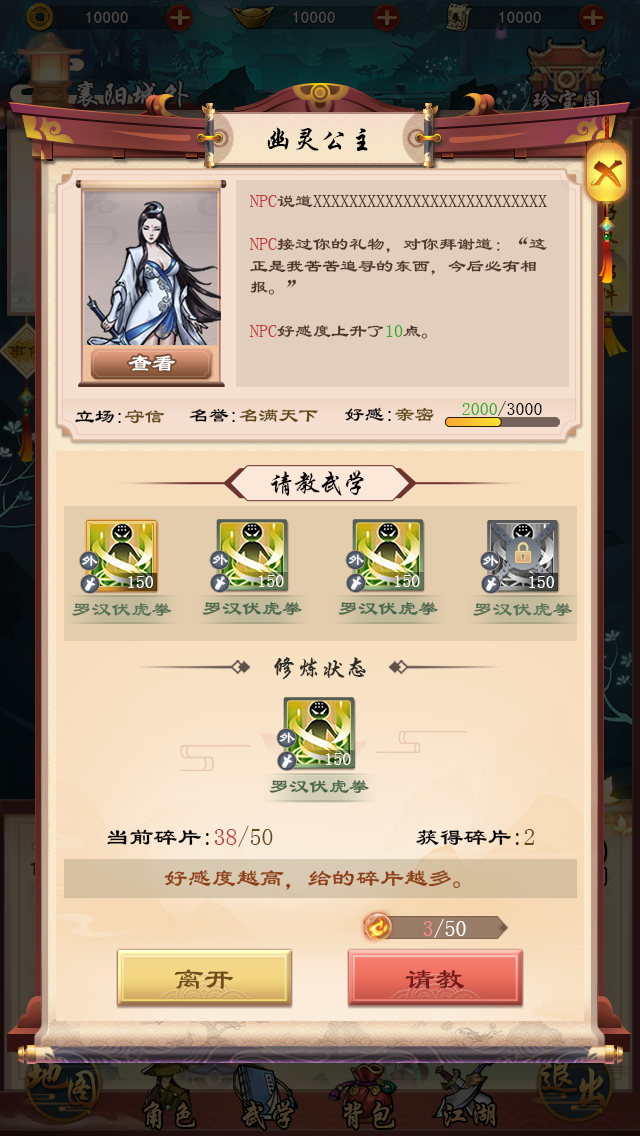 10000
10000
10000
襄阳城外
珍宝阁
幽灵公主
NPC说道XXXXXXXXXXXXXXXXXXXXXXXXXX
NPC接过你的礼物，对你拜谢道：“这
正是我苦苦追寻的东西，今后必有相
报。”
NPC好感度上升了10点。
查看
立场:守信
名誉:名满天下
好感:亲密
2000/3000
请教武学
外
150
外
150
外
150
外
150
罗汉伏虎拳
罗汉伏虎拳
罗汉伏虎拳
罗汉伏虎拳
修炼状态
外
150
罗汉伏虎拳
当前碎片:38/50
获得碎片:2
好感度越高，给的碎片越多。
3/50
离开
请教
地图
角色
武学
背包
江湖
退出